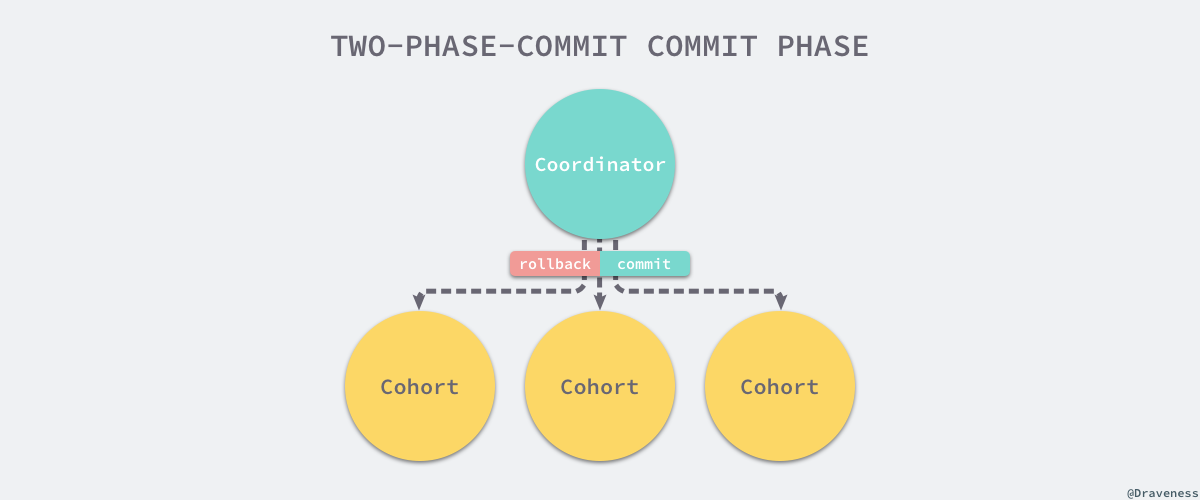 TWO-PHASE-COMMIT COMMIT PHASE
Coordinator
rollback commit
Cohort Cohort Cohort
@Draveness